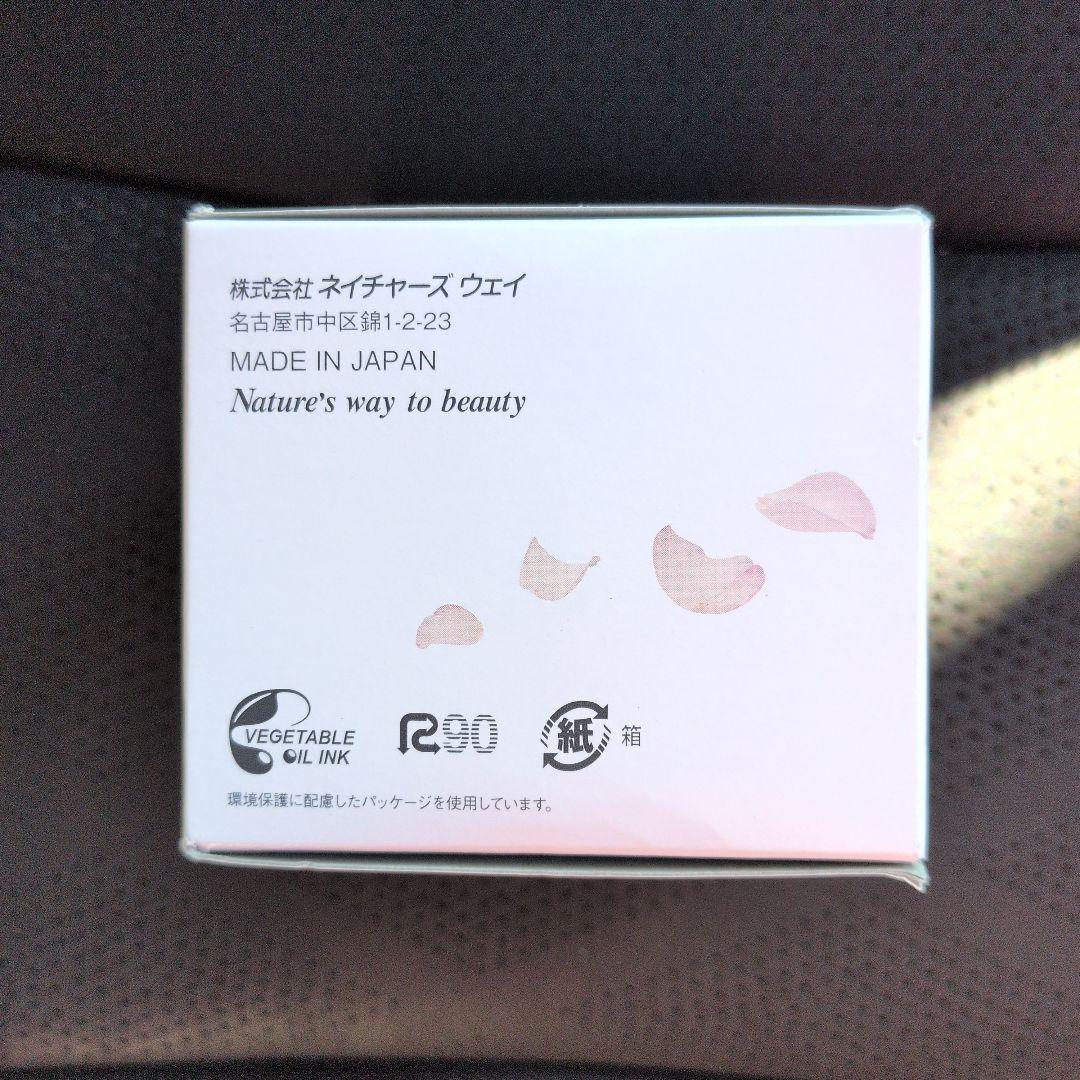 株式会社 ネイチャーズ ウェイ
名古屋市中区錦1-2-23
MADE IN JAPAN
Nature's way to beauty
VEGETABLE
OIL INK
R90
紙 箱
環境保護に配慮したパッケージを使用しています。